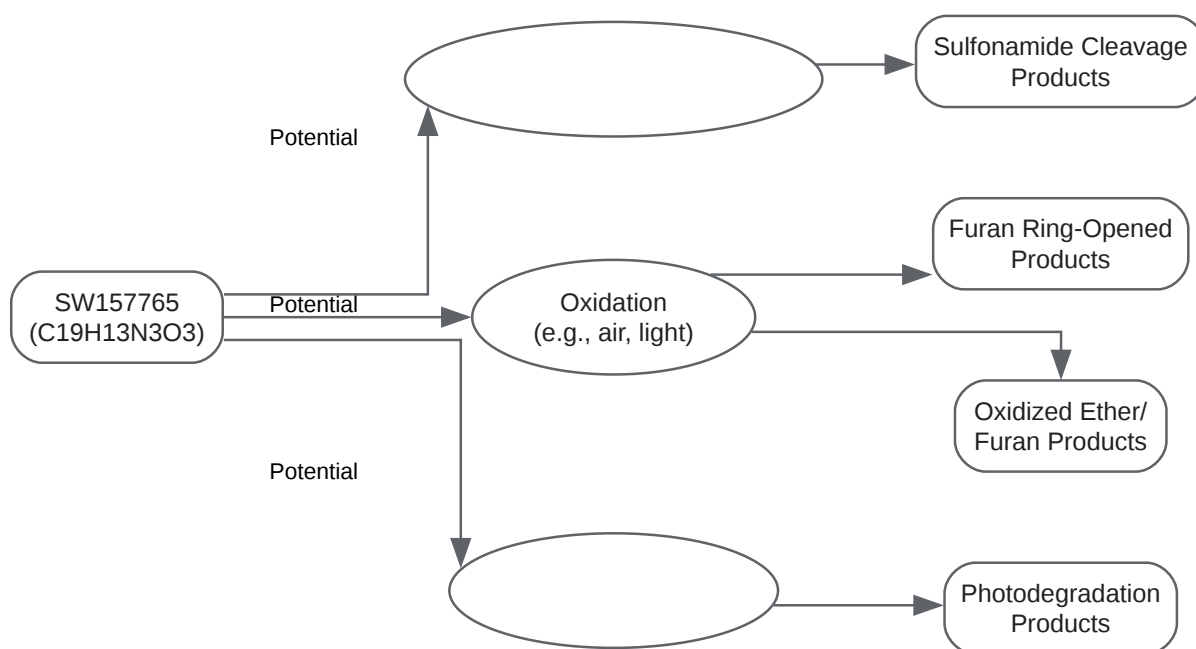 Sulfonamide Cleavage
Products
Potential
Furan Ring-Opened
Products
SW157765
(C19H13N3O3)
Potential
Oxidation
(e.g., air, light)
Oxidized Ether/
Furan Products
Potential
Photodegradation
Products